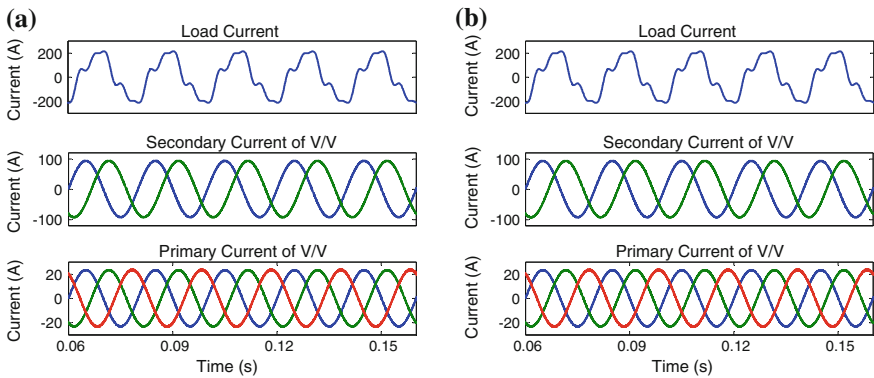 (a)
Load Current
Current (A)
200
0
-200
Secondary Current of V/V
Current (A)
100
0
-100
Primary Current of V/V
Current (A)
20
0
-20
0.06 0.09 0.12 0.15
Time (s)
(b)
Load Current
Current (A)
200
0
-200
Secondary Current of V/V
Current (A)
100
0
-100
Primary Current of V/V
Current (A)
20
0
-20
0.06 0.09 0.12 0.15
Time (s)